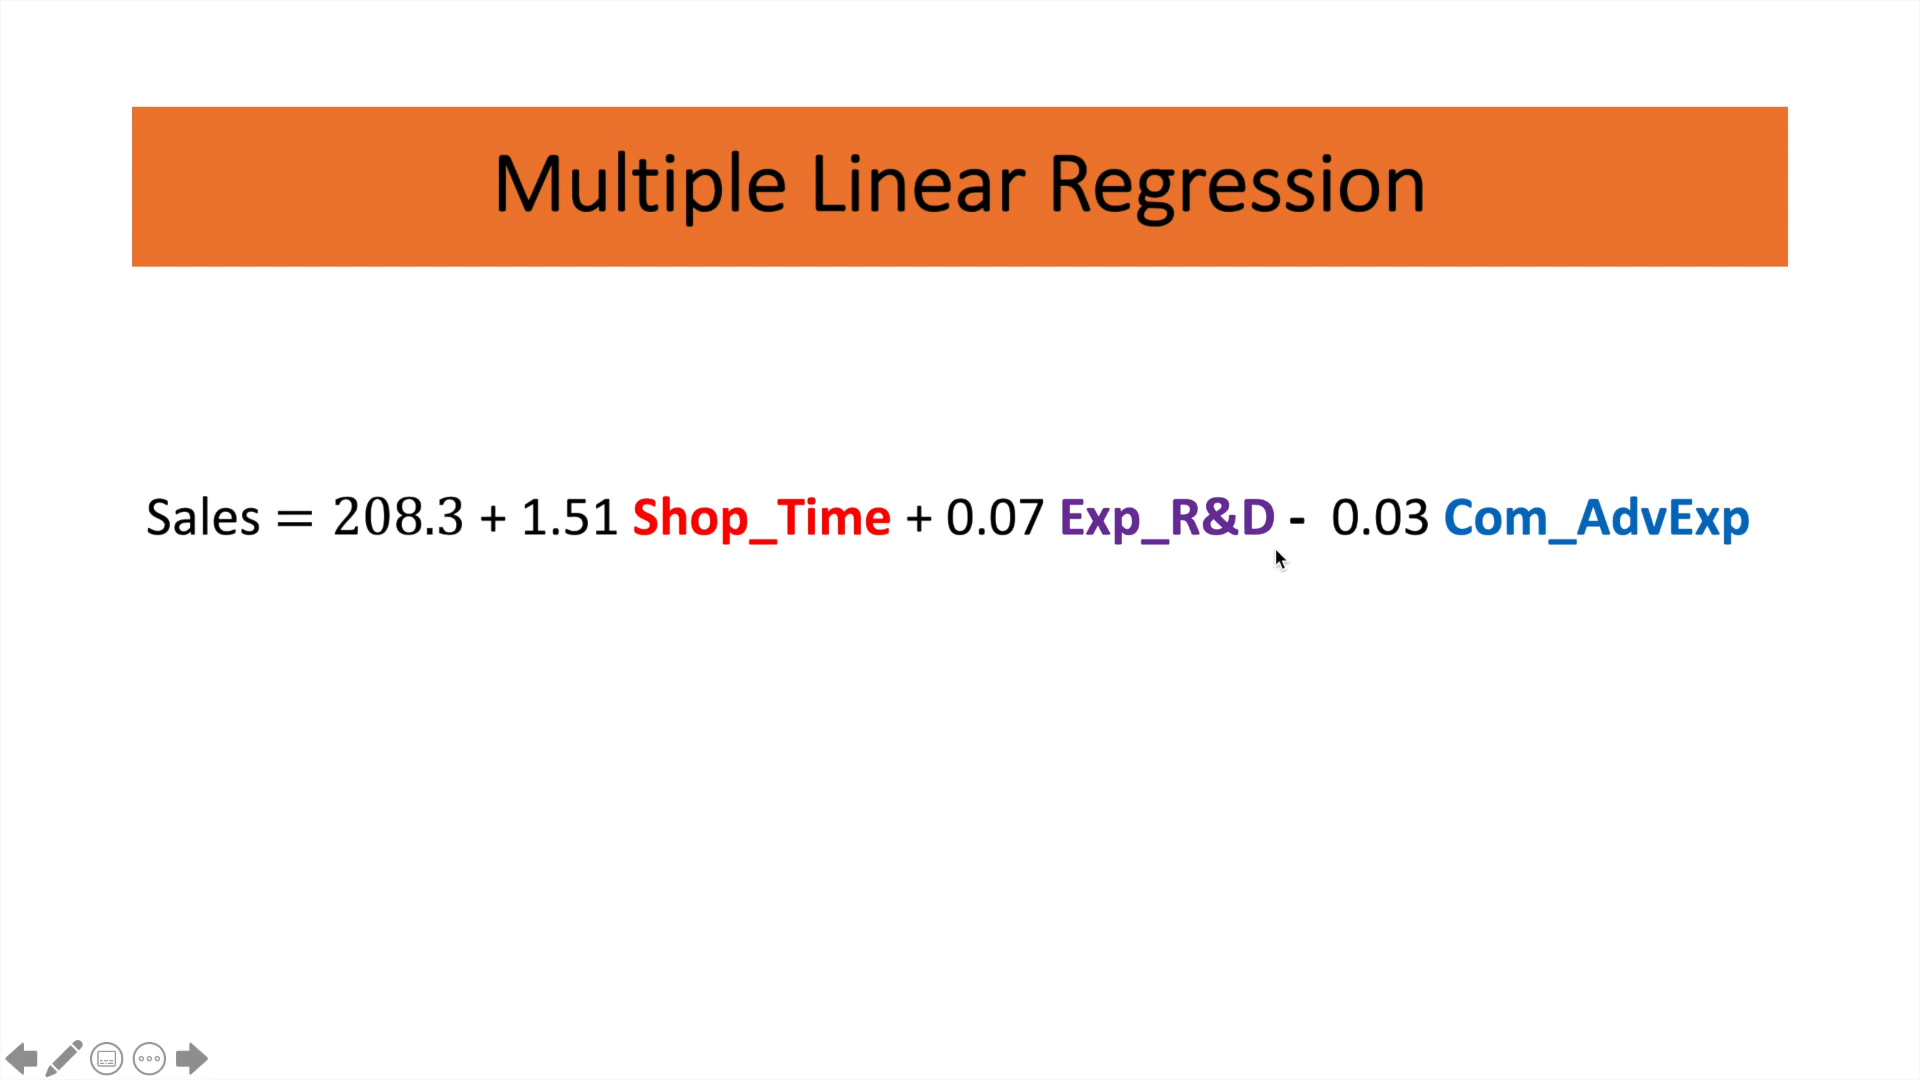 Multiple Linear Regression
Sales = 208.3 + 1.51 Shop_Time + 0.07 Exp_R&D - 0.03 Com_AdvExp